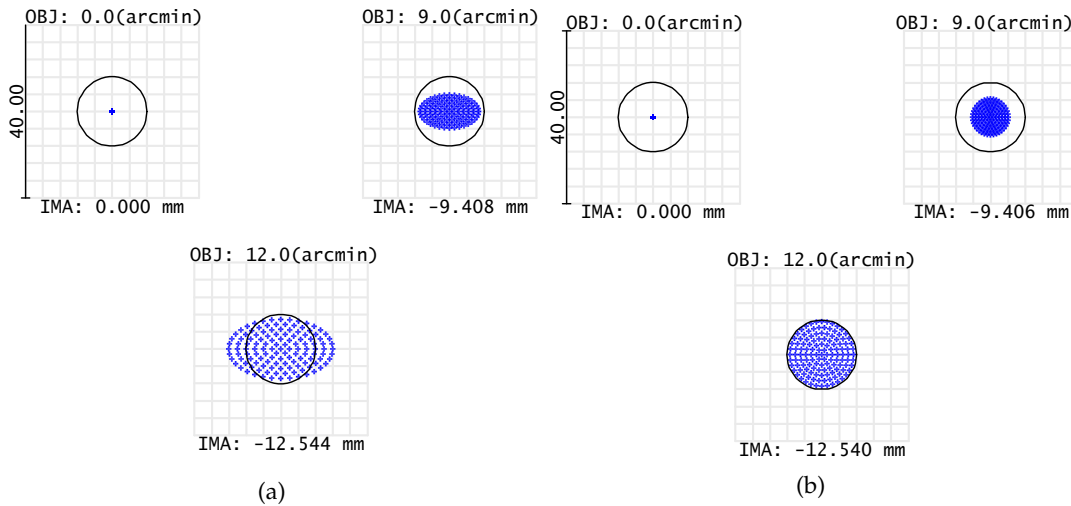 OBJ: 0.0(arcmin)
OBJ: 9.0(arcmin)
40.00
IMA: 0.000 mm
IMA: -9.408 mm
OBJ: 12.0(arcmin)
IMA: -12.544 mm
(a)
OBJ: 0.0(arcmin)
OBJ: 9.0(arcmin)
40.00
IMA: 0.000 mm
IMA: -9.406 mm
OBJ: 12.0(arcmin)
IMA: -12.540 mm
(b)